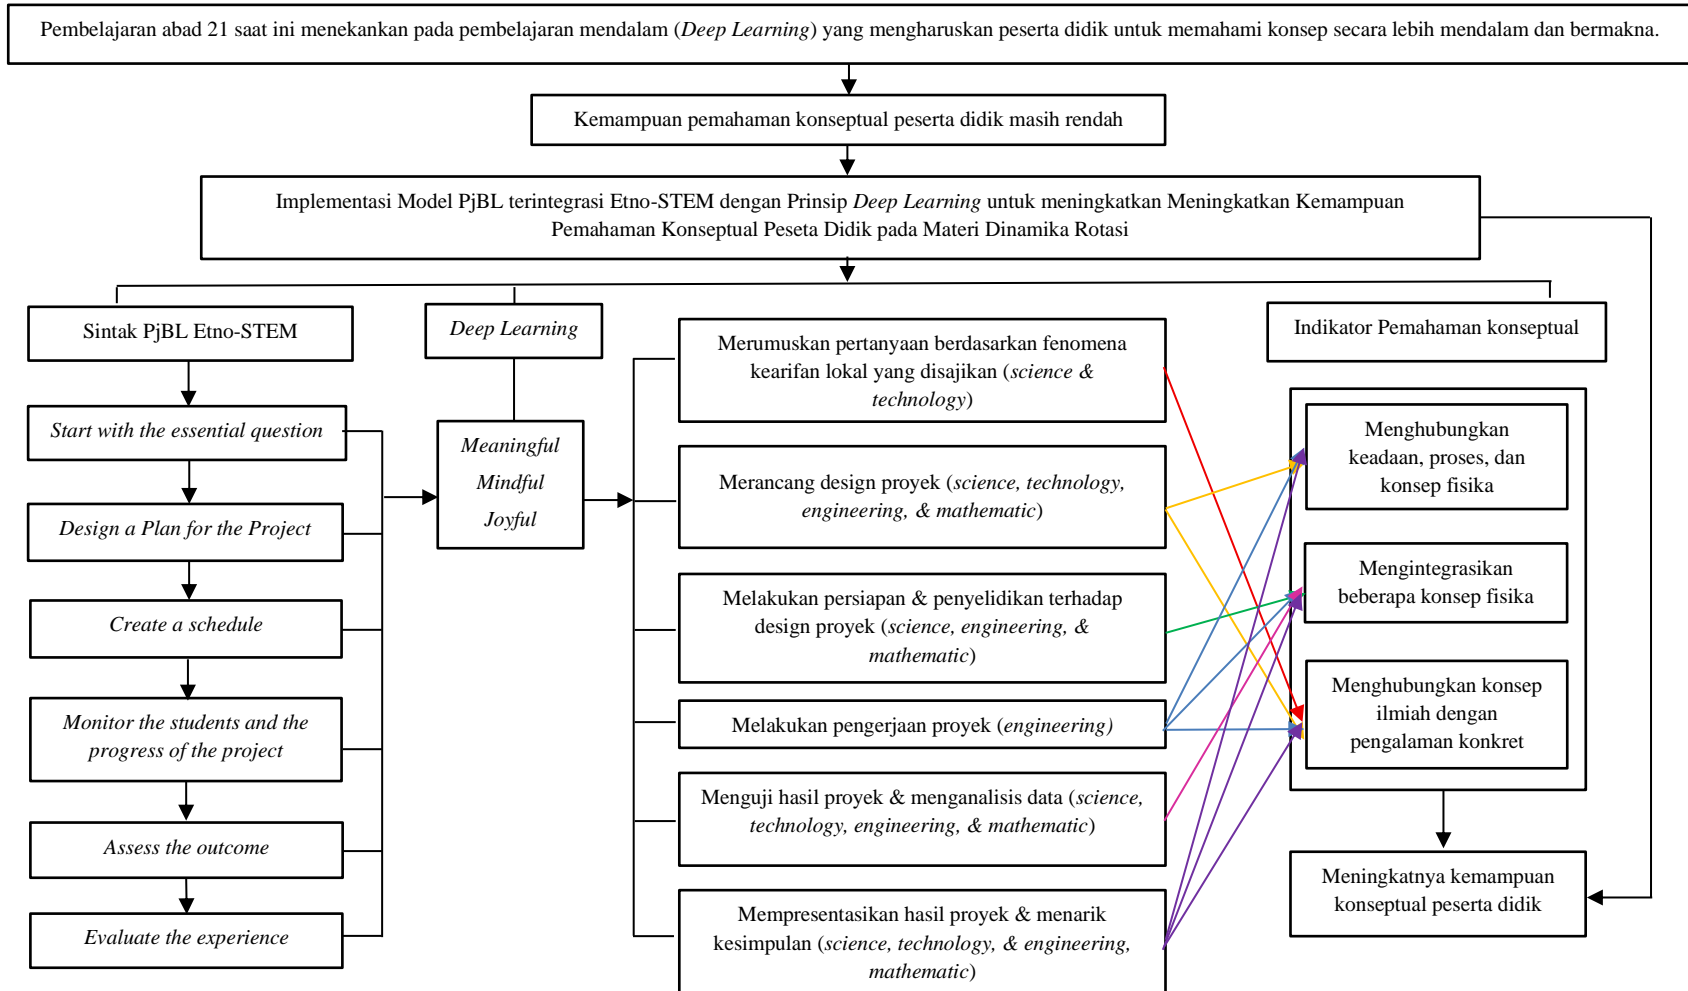 Pembelajaran abad 21 saat ini menekankan pada pembelajaran mendalam (Deep Learning) yang mengharuskan peserta didik untuk memahami konsep secara lebih mendalam dan bermakna.
Kemampuan pemahaman konseptual peserta didik masih rendah
Implementasi Model PjBL terintegrasi Etno-STEM dengan Prinsip Deep Learning untuk meningkatkan Meningkatkan Kemampuan
Pemahaman Konseptual Peseta Didik pada Materi Dinamika Rotasi
Sintak PjBL Etno-STEM
Start with the essential question
Design a Plan for the Project
Create a schedule
Monitor the students and the
progress of the project
Assess the outcome
Evaluate the experience
Deep Learning
Meaningful
Mindful
Joyful
Merumuskan pertanyaan berdasarkan fenomena
kearifan lokal yang disajikan (science &
technology)
Merancang design proyek (science, technology,
engineering, & mathematic)
Melakukan persiapan & penyelidikan terhadap
design proyek (science, engineering, &
mathematic)
Melakukan pengerjaan proyek (engineering)
Menguji hasil proyek & menganalisis data (science,
technology, engineering, & mathematic)
Mempresentasikan hasil proyek & menarik
kesimpulan (science, technology, & engineering,
mathematic)
Indikator Pemahaman konseptual
Menghubungkan
keadaan, proses, dan
konsep fisika
Mengintegrasikan
beberapa konsep fisika
Menghubungkan konsep
ilmiah dengan
pengalaman konkret
Meningkatnya kemampuan
konseptual peserta didik